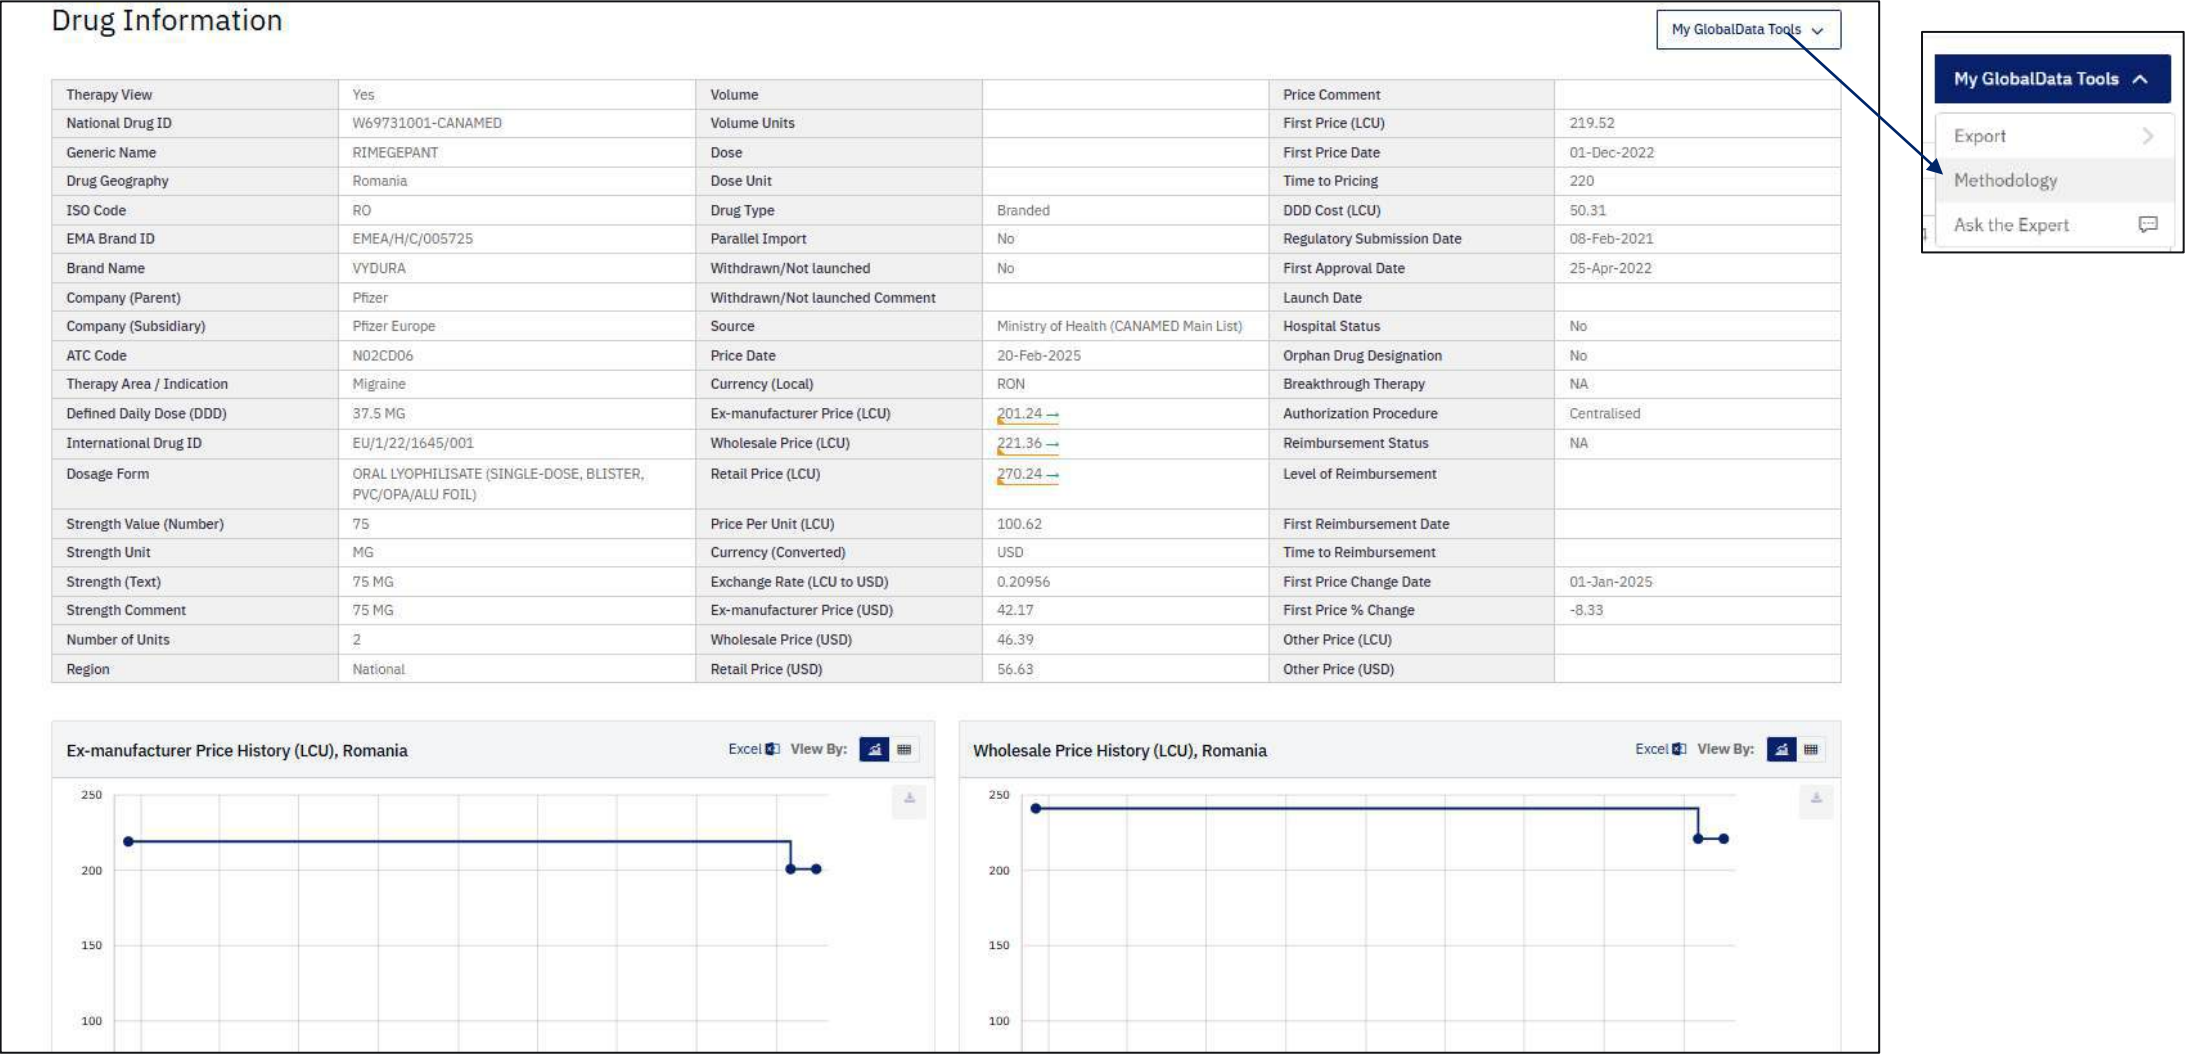 Drug Information
My GlobalData Tools
My GlobalData Tools
Export
Methodology
Ask the Expert
Therapy View Yes Volume Price Comment
National Drug ID W69731001-CANAMED Volume Units First Price (LCU) 219.52
Generic Name RIMEGEPANT Dose First Price Date 01-Dec-2022
Drug Geography Romania Dose Unit Time to Pricing 220
ISO Code RO Drug Type Branded DDD Cost (LCU) 50.31
EMA Brand ID EMEA/H/C/005725 Parallel Import No Regulatory Submission Date 08-Feb-2021
Brand Name VYDURA Withdrawn/Not launched No First Approval Date 25-Apr-2022
Company (Parent) Pfizer Withdrawn/Not launched Comment Launch Date
Company (Subsidiary) Pfizer Europe Source Ministry of Health (CANAMED Main List) Hospital Status No
ATC Code N02CD06 Price Date 20-Feb-2025 Orphan Drug Designation No
Therapy Area / Indication Migraine Currency (Local) RON Breakthrough Therapy NA
Defined Daily Dose (DDD) 37.5 MG Ex-manufacturer Price (LCU) 201.24 → Authorization Procedure Centralised
International Drug ID EU/1/22/1645/001 Wholesale Price (LCU) 221.36 → Reimbursement Status NA
Dosage Form ORAL LYOPHILISATE (SINGLE-DOSE, BLISTER, Retail Price (LCU) 270.24 → Level of Reimbursement
PVC/OPA/ALU FOIL)
Strength Value (Number) 75 Price Per Unit (LCU) 100.62 First Reimbursement Date
Strength Unit MG Currency (Converted) USD Time to Reimbursement
Strength (Text) 75 MG Exchange Rate (LCU to USD) 0.20956 First Price Change Date 01-Jan-2025
Strength Comment 75 MG Ex-manufacturer Price (USD) 42.17 First Price % Change -8.33
Number of Units 2 Wholesale Price (USD) 46.39 Other Price (LCU)
Region National Retail Price (USD) 56.63 Other Price (USD)
Ex-manufacturer Price History (LCU), Romania Excel View By:
250
200
150
100
Wholesale Price History (LCU), Romania Excel View By:
250
200
150
100